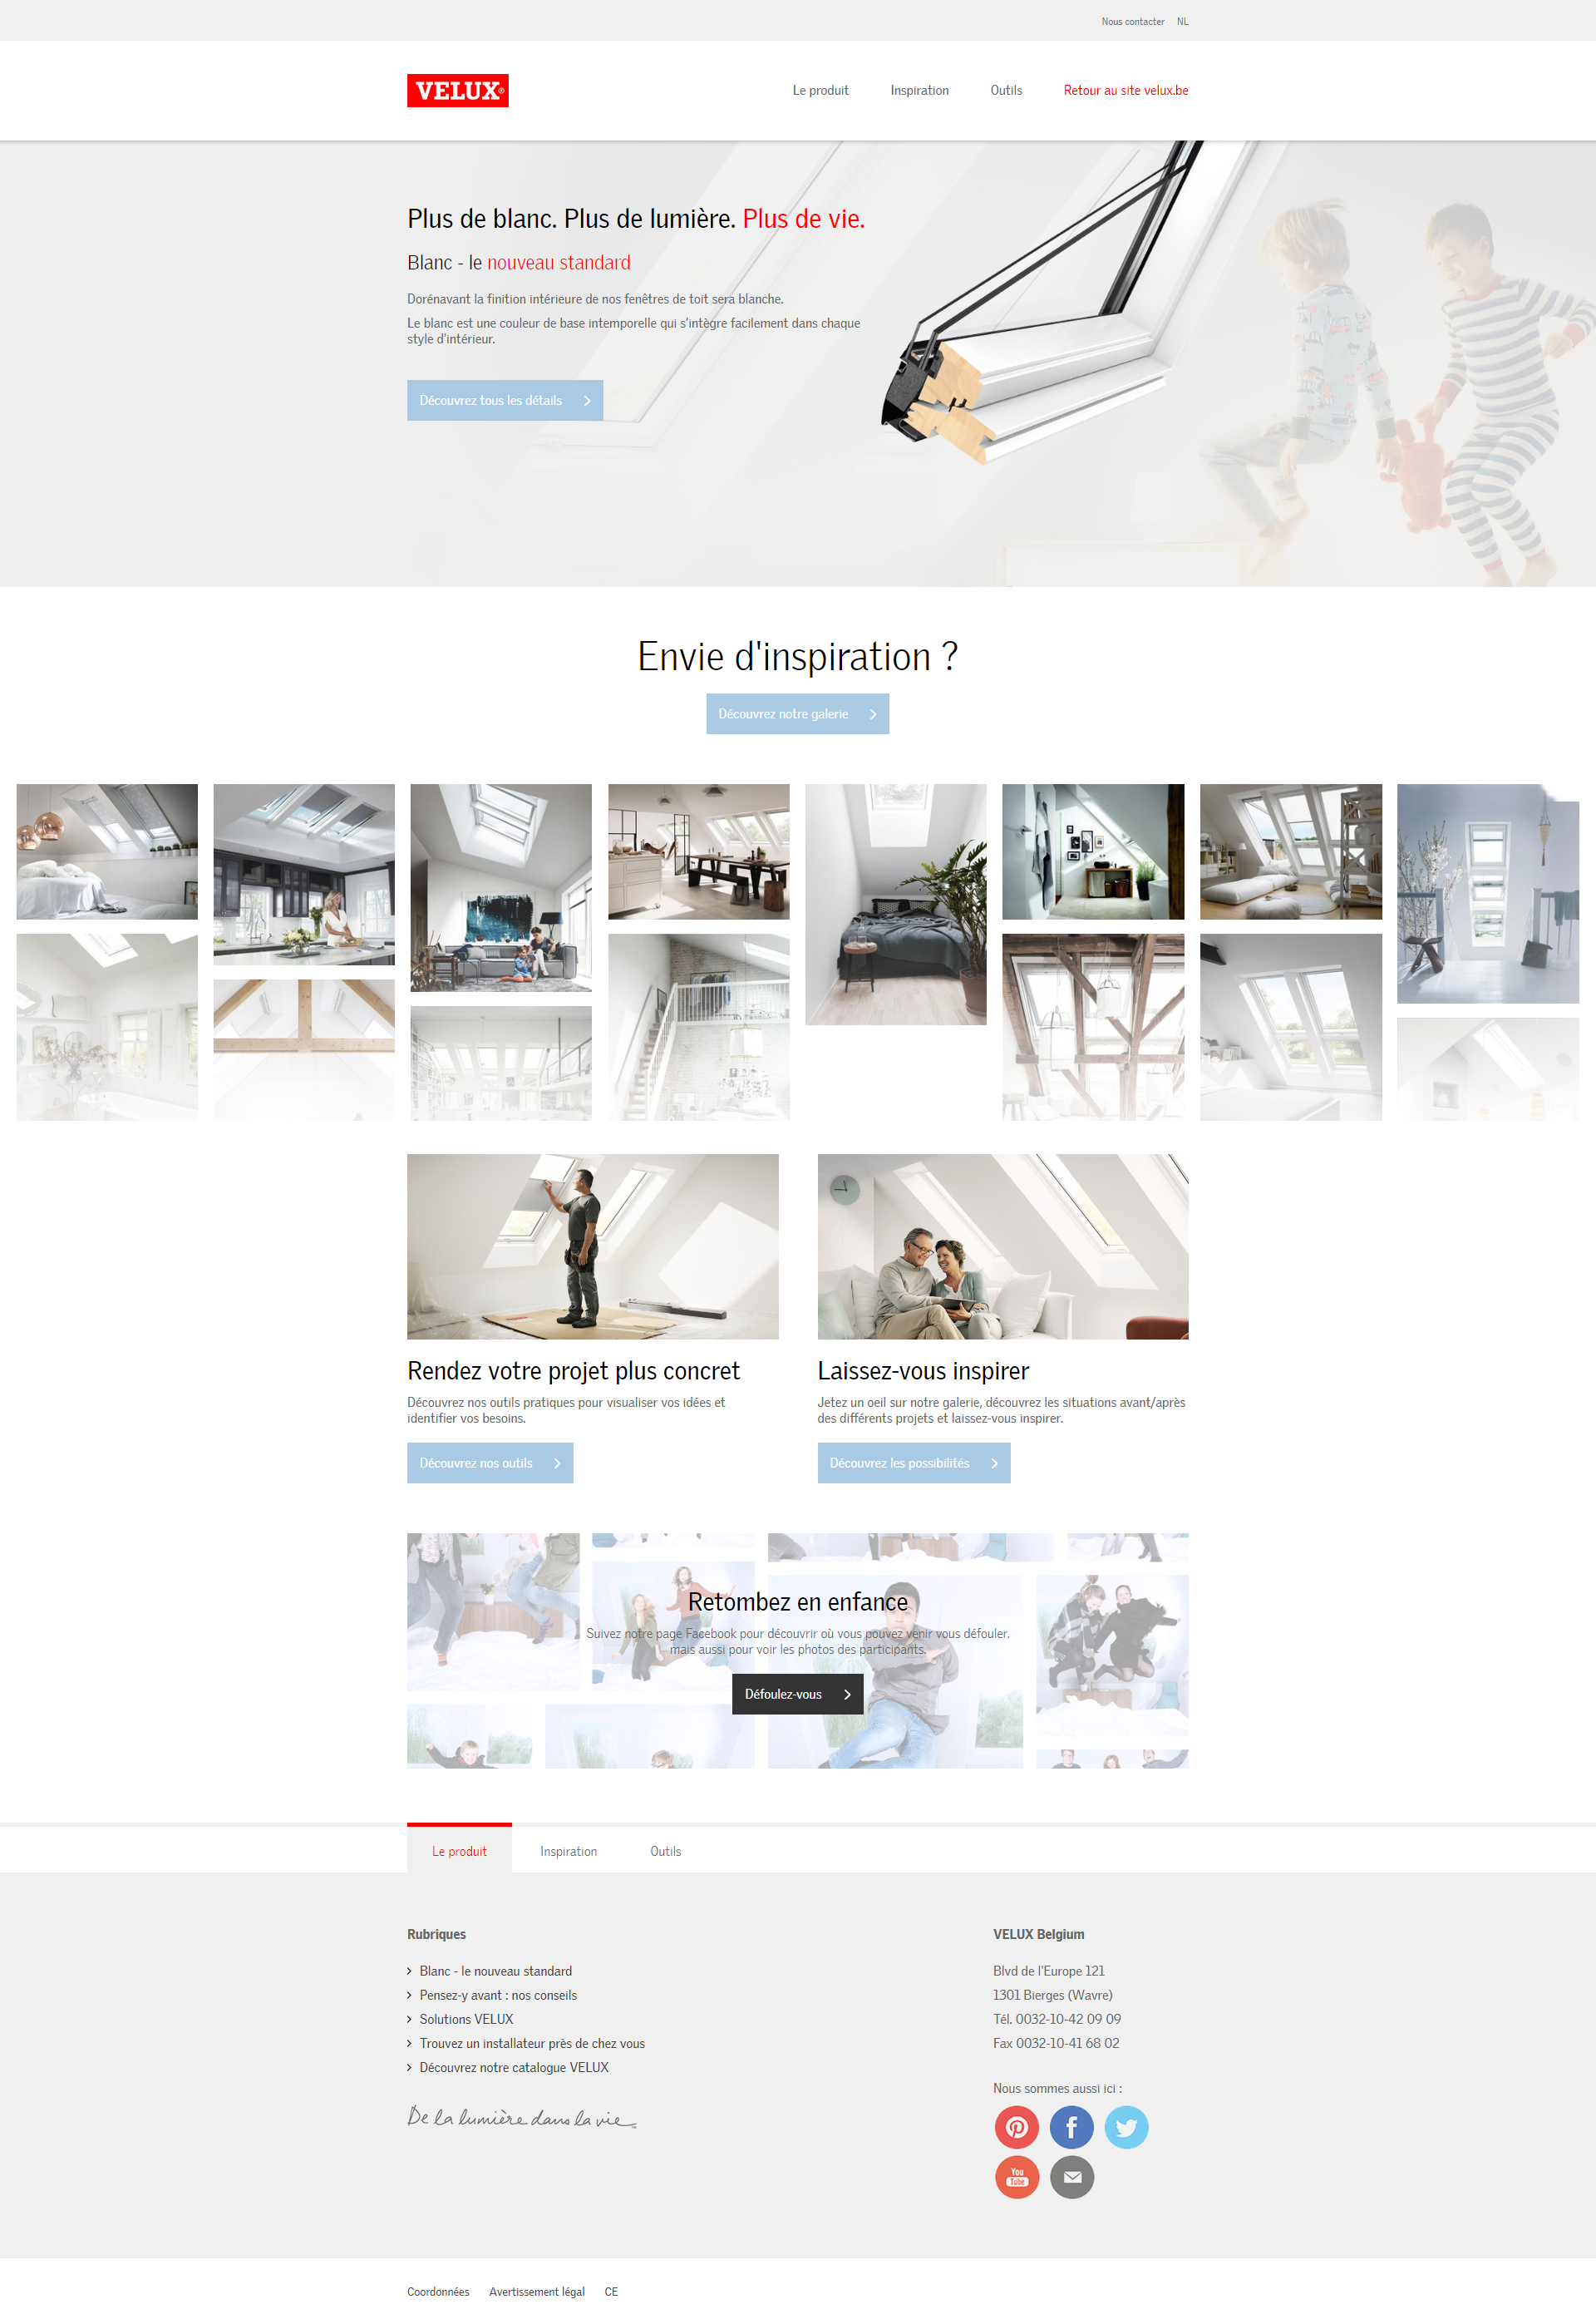 Nous contacter NL
VELUX®
Le produit Inspiration Outils Retour au site velux.be
Plus de blanc. Plus de lumière. Plus de vie.
Blanc - le nouveau standard
Dorénavant la finition intérieure de nos fenêtres de toit sera blanche.
Le blanc est une couleur de base intemporelle qui s'intègre facilement dans chaque
style d'intérieur.
Découvrez tous les détails
Envie d'inspiration ?
Découvrez notre galerie
Rendez votre projet plus concret
Découvrez nos outils pratiques pour visualiser vos idées et
identifier vos besoins.
Découvrez nos outils
Laissez-vous inspirer
Jetez un oeil sur notre galerie, découvrez les situations avant/après
des différents projets et laissez-vous inspirer.
Découvrez les possibilités
Retombez en enfance
Suivez notre page Facebook pour découvrir où vous pouvez venir vous défouler,
mais aussi pour voir les photos des participants.
Défoulez-vous
Le produit Inspiration Outils
Rubriques
Blanc - le nouveau standard
Pensez-y avant : nos conseils
Solutions VELUX
Trouvez un installateur près de chez vous
Découvrez notre catalogue VELUX
De la lumière dans la vie
VELUX Belgium
Blvd de l'Europe 121
1301 Bierges (Wavre)
Tél. 0032-10-42 09 09
Fax 0032-10-41 68 02
Nous sommes aussi ici :
You
Tube
Coordonnées Avertissement légal CE